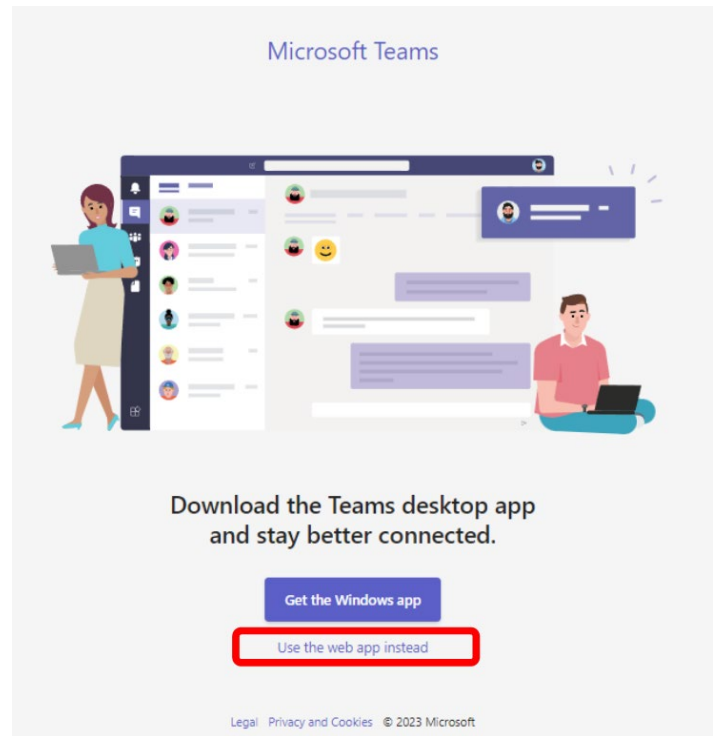 Microsoft Teams
Download the Teams desktop app
and stay better connected.
Get the Windows app
Use the web app instead
Legal Privacy and Cookies © 2023 Microsoft